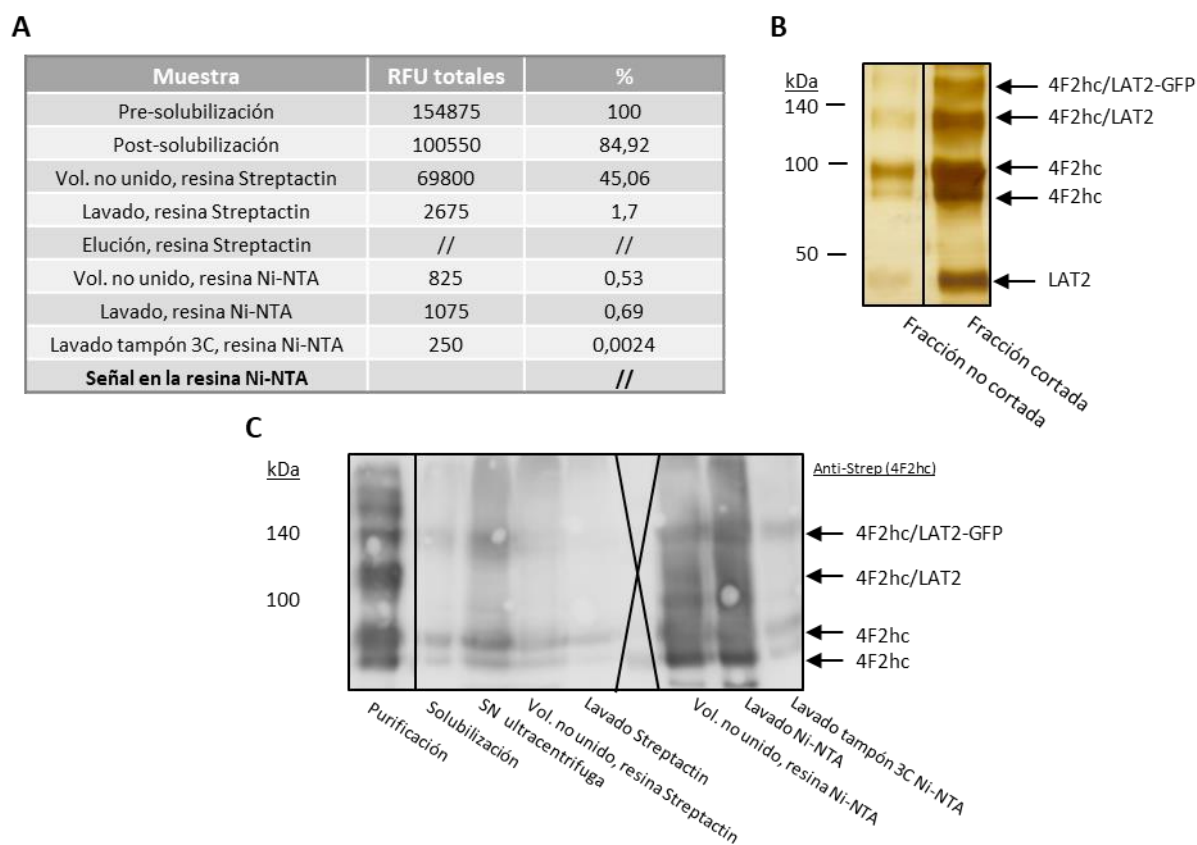 A
Muestra RFU totales %
Pre-solubilización 154875 100
Post-solubilización 100550 84,92
Vol. no unido, resina Streptactin 69800 45,06
Lavado, resina Streptactin 2675 1,7
Elución, resina Streptactin // //
Vol. no unido, resina Ni-NTA 825 0,53
Lavado, resina Ni-NTA 1075 0,69
Lavado tampón 3C, resina Ni-NTA 250 0,0024
Señal en la resina Ni-NTA //
B
kDa
140
100
50
4F2hc/LAT2-GFP
4F2hc/LAT2
4F2hc
4F2hc
LAT2
Fracción no cortada
Fracción cortada
C
kDa
140
100
Anti-Strep (4F2hc)
4F2hc/LAT2-GFP
4F2hc/LAT2
4F2hc
4F2hc
Purificación
Solubilización
SN ultracentrifuga
Vol. no unido, resina Streptactin
Lavado Streptactin
Vol. no unido, resina Ni-NTA
Lavado Ni-NTA
Lavado tampón 3C Ni-NTA